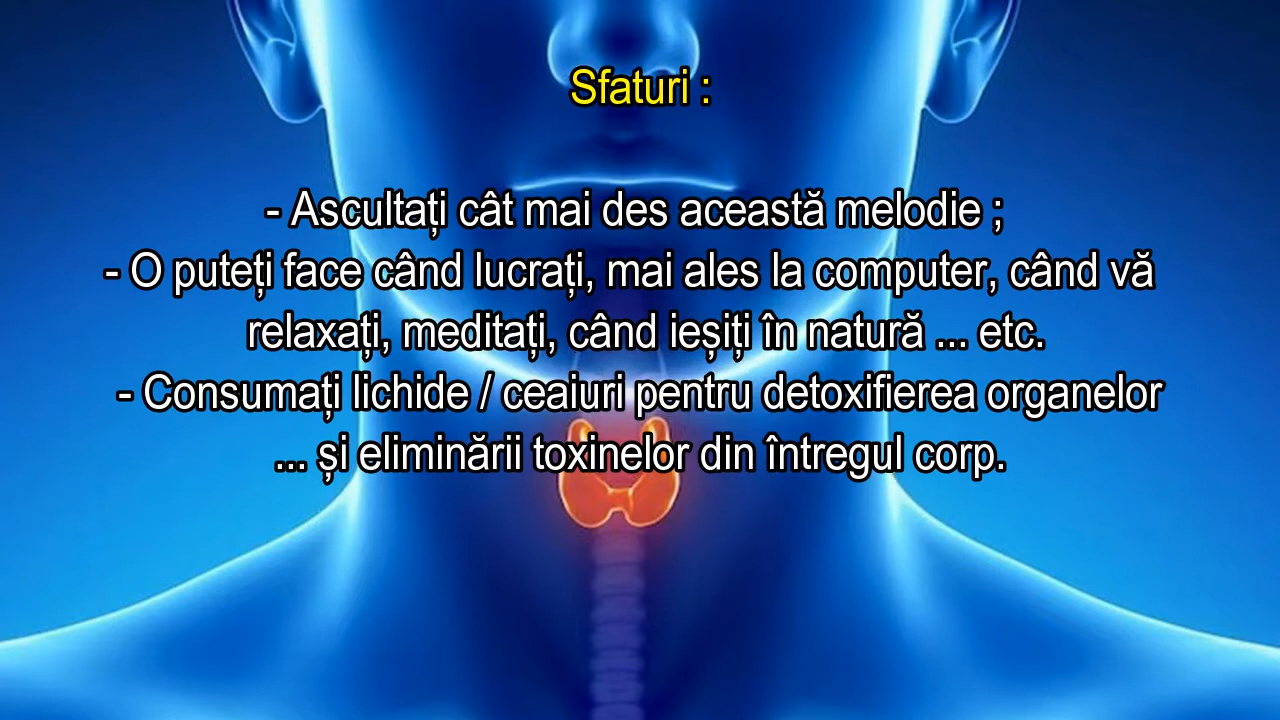 Sfaturi :
- Ascultați cât mai des această melodie ;
- O puteți face când lucrați, mai ales la computer, când vă
relaxați, meditați, când ieșiți în natură ... etc.
- Consumați lichide / ceaiuri pentru detoxifierea organelor
... și eliminării toxinelor din întregul corp.